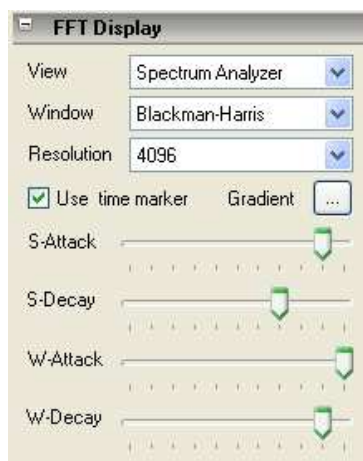 FFT Display
View Spectrum Analyzer
Window Blackman-Harris
Resolution 4096
Use time marker Gradient ...
S-Attack
S-Decay
W-Attack
W-Decay